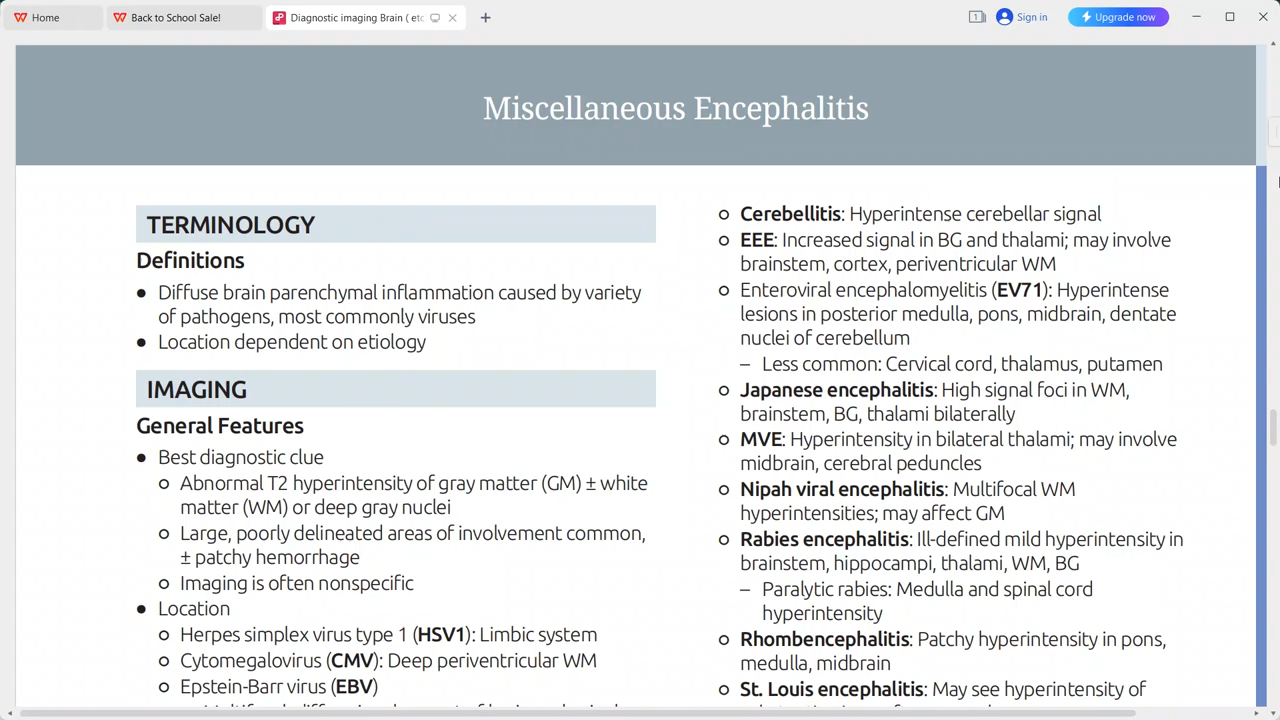 Home
Back to School Sale!
Diagnostic imaging Brain ( etc
Sign in
Upgrade now
Miscellaneous Encephalitis
TERMINOLOGY
Definitions
● Diffuse brain parenchymal inflammation caused by variety
of pathogens, most commonly viruses
● Location dependent on etiology
IMAGING
General Features
● Best diagnostic clue
○ Abnormal T2 hyperintensity of gray matter (GM) ± white
matter (WM) or deep gray nuclei
○ Large, poorly delineated areas of involvement common,
± patchy hemorrhage
○ Imaging is often nonspecific
● Location
○ Herpes simplex virus type 1 (HSV1): Limbic system
○ Cytomegalovirus (CMV): Deep periventricular WM
○ Epstein-Barr virus (EBV)
○ Cerebellitis: Hyperintense cerebellar signal
○ EEE: Increased signal in BG and thalami; may involve
brainstem, cortex, periventricular WM
○ Enteroviral encephalomyelitis (EV71): Hyperintense
lesions in posterior medulla, pons, midbrain, dentate
nuclei of cerebellum
– Less common: Cervical cord, thalamus, putamen
○ Japanese encephalitis: High signal foci in WM,
brainstem, BG, thalami bilaterally
○ MVE: Hyperintensity in bilateral thalami; may involve
midbrain, cerebral peduncles
○ Nipah viral encephalitis: Multifocal WM
hyperintensities; may affect GM
○ Rabies encephalitis: Ill-defined mild hyperintensity in
brainstem, hippocampi, thalami, WM, BG
– Paralytic rabies: Medulla and spinal cord
hyperintensity
○ Rhombencephalitis: Patchy hyperintensity in pons,
medulla, midbrain
○ St. Louis encephalitis: May see hyperintensity of